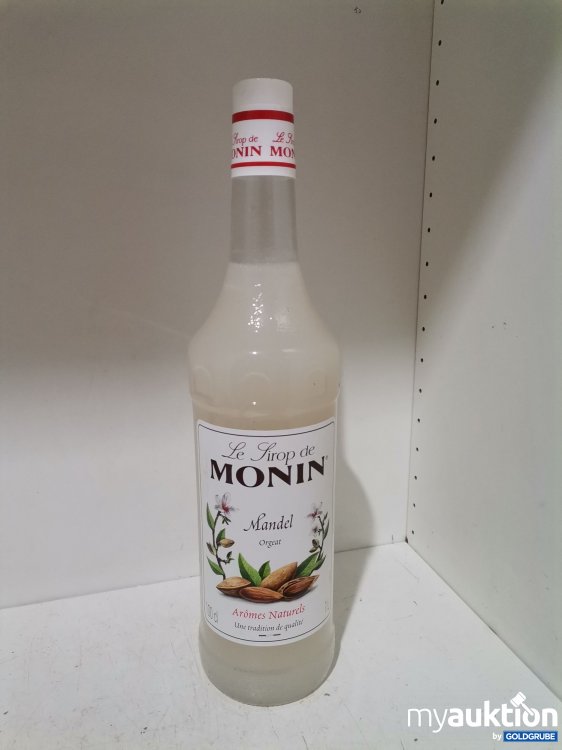 Le Sirop de
MONIN
Le Sirop de
MONIN®
Mandel
Orgeat
Arômes Naturels
Une tradition de qualité
1L
myauktion
by GOLDGRUBE